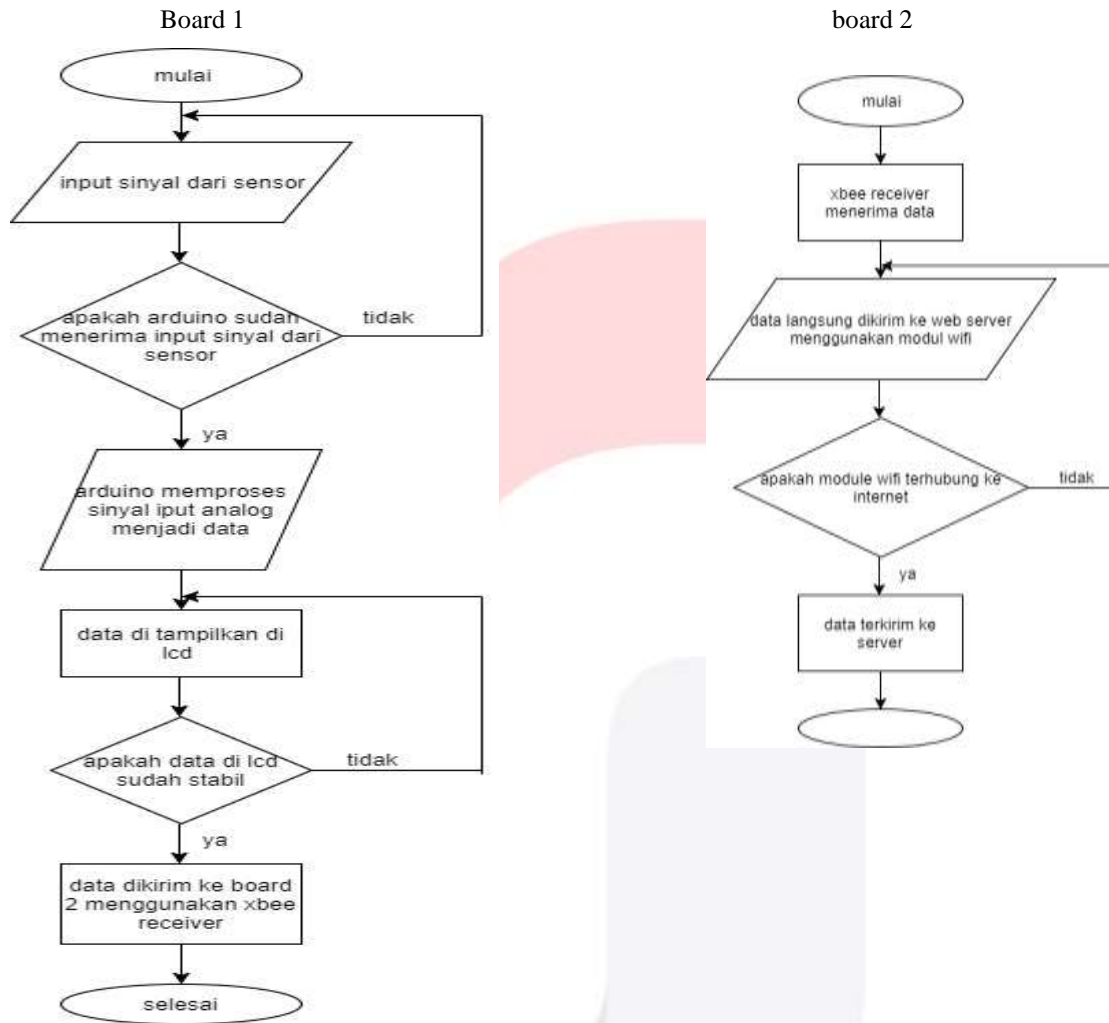 Board 1
mulai
input sinyal dari sensor
apakah arduino sudah
menerima input sinyal dari
sensor
tidak
ya
arduino memproses
sinyal iput analog
menjadi data
data di tampilkan di
lcd
apakah data di lcd
sudah stabil
tidak
ya
data dikirim ke board
2 menggunakan xbee
receiver
selesai
board 2
mulai
xbee receiver
menerima data
data langsung dikirim ke web server
menggunakan modul wifi
apakah module wifi terhubung ke
internet
tidak
ya
data terkirim ke
server